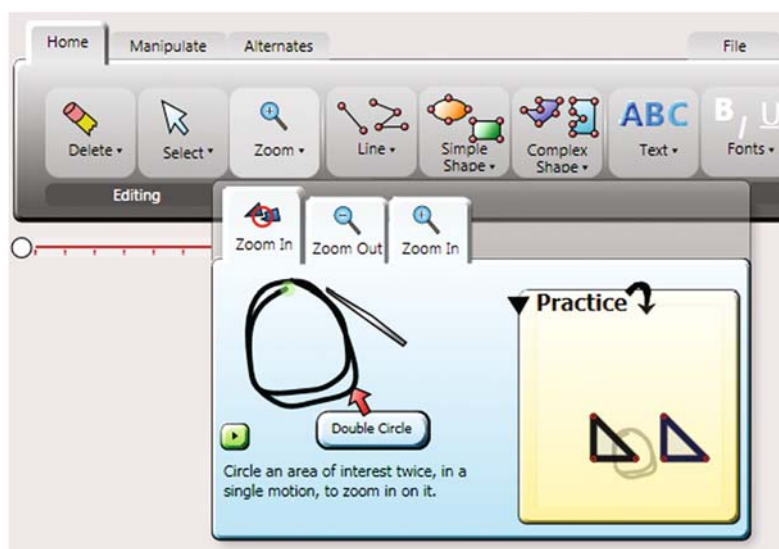 Home Manipulate Alternates File
ABC B I U
Delete Select Zoom Line Simple Shape Complex Shape Text Fonts
Editing
Zoom In Zoom Out Zoom In
Practice
Double Circle
Circle an area of interest twice, in a
single motion, to zoom in on it.